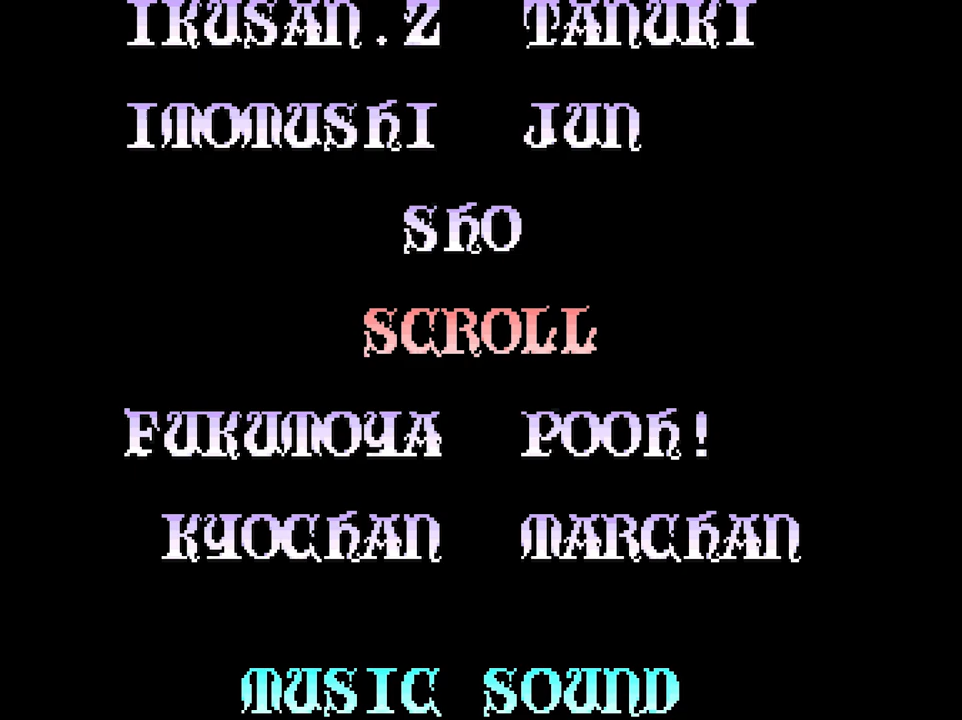 IKUSAN.Z TANUKI
IMOMUSHI JUN
SHO
SCROLL
FUKUMOYA POOH!
KYOCHAN MARCHAN
MUSIC SOUND